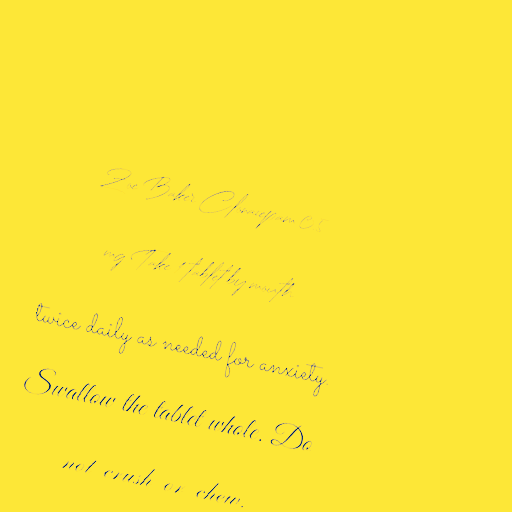 Zoe Baker Clonazepam 0.5
mg Take 1 tablet by mouth
twice daily as needed for anxiety.
Swallow the tablet whole. Do
not crush or chew.